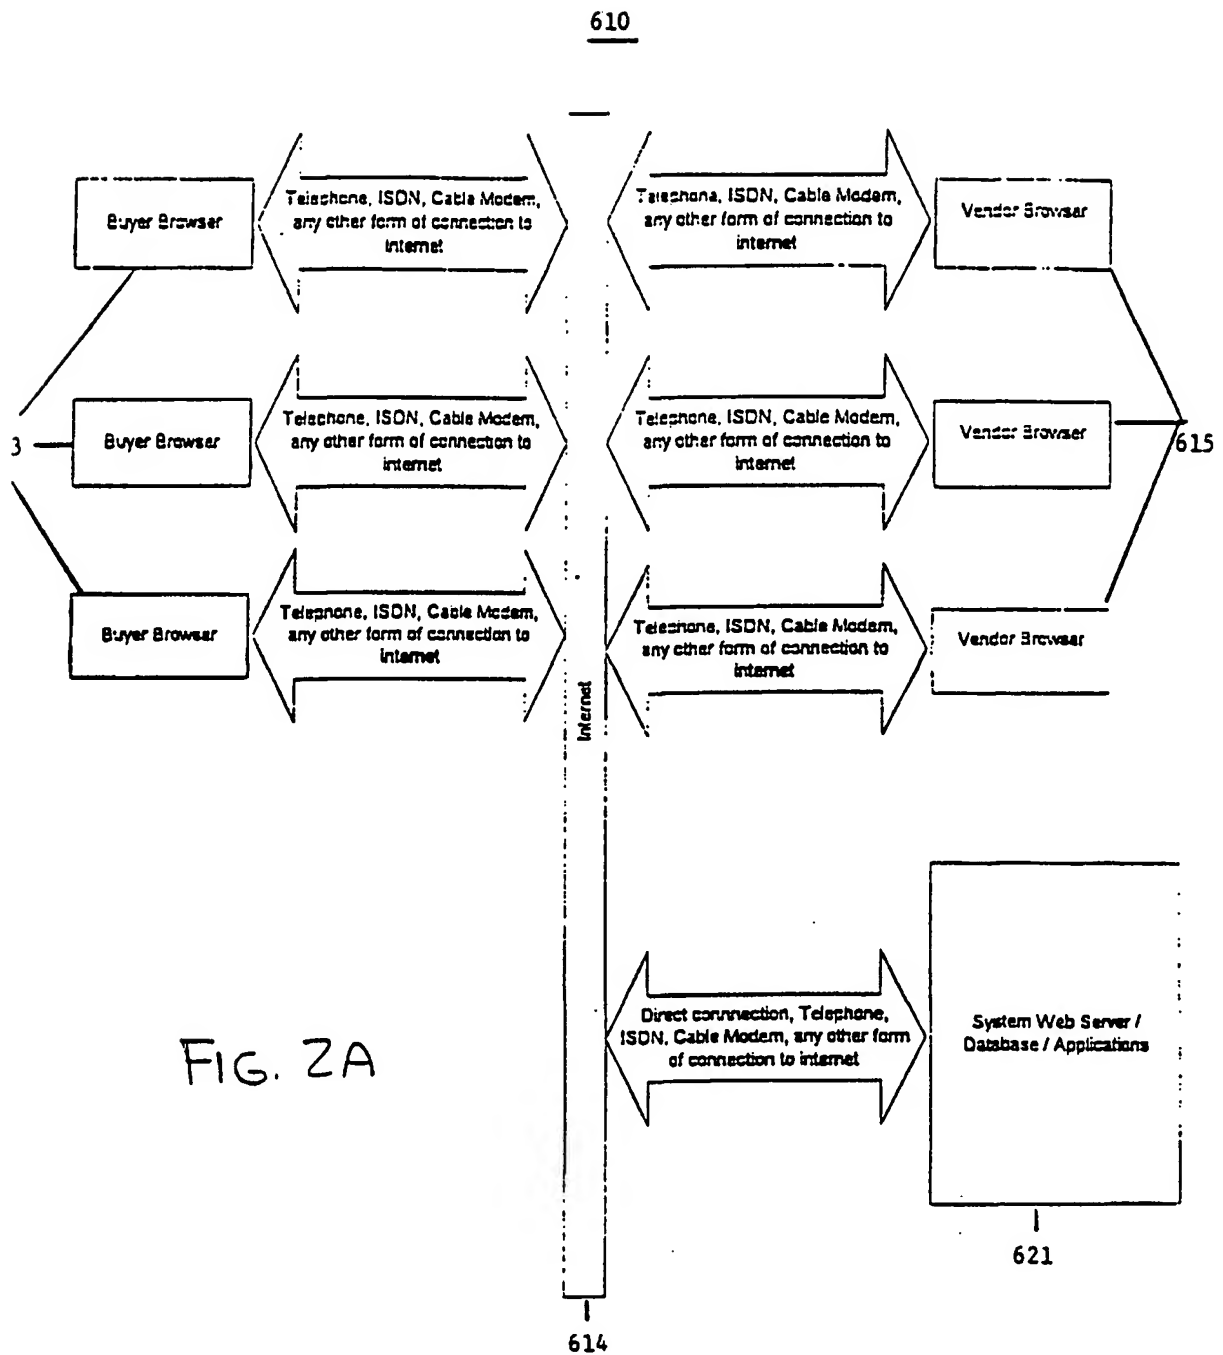 610
Buyer Browser
Telephone, ISDN, Cable Modem,
any other form of connection to
internet
Telephone, ISDN, Cable Modem,
any other form of connection to
internet
Vendor Browser
3
Buyer Browser
Telephone, ISDN, Cable Modem,
any other form of connection to
internet
Telephone, ISDN, Cable Modem,
any other form of connection to
internet
Vendor Browser
615
Buyer Browser
Telephone, ISDN, Cable Modem,
any other form of connection to
internet
Telephone, ISDN, Cable Modem,
any other form of connection to
internet
Vendor Browser
Internet
Direct connnection, Telephone,
ISDN, Cable Modem, any other form
of connection to internet
System Web Server /
Database / Applications
FIG. 2A
621
614